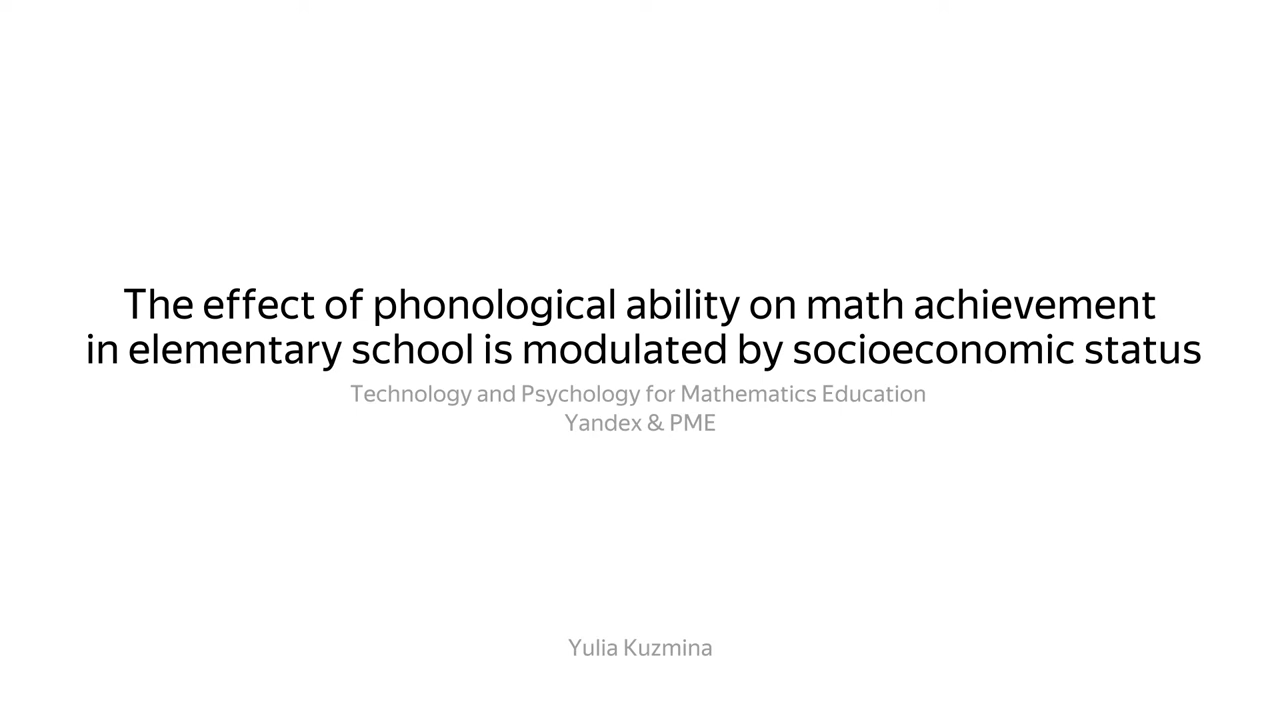 The effect of phonological ability on math achievement
in elementary school is modulated by socioeconomic status
Technology and Psychology for Mathematics Education
Yandex & PME
Yulia Kuzmina